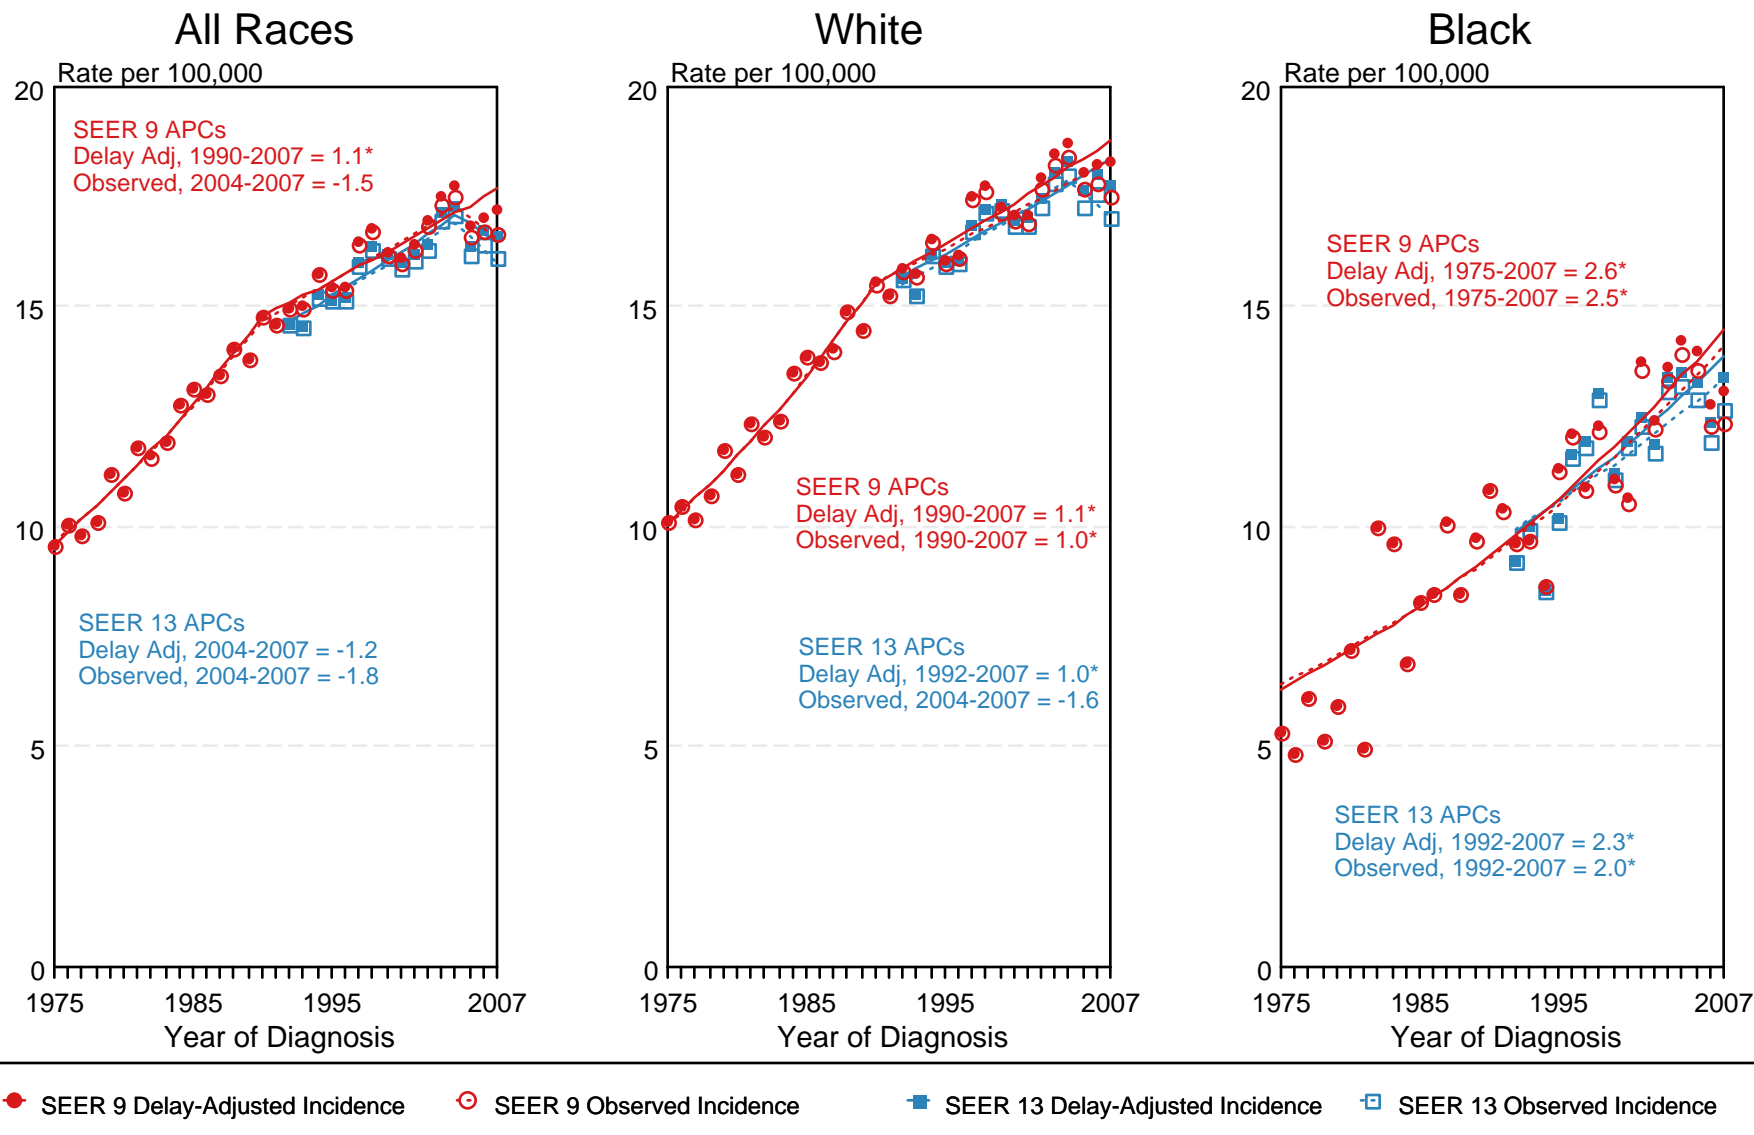 All Races
Rate per 100,000
20
15
10
5
0
SEER 9 APCs
Delay Adj, 1990-2007 = 1.1*
Observed, 2004-2007 = -1.5
SEER 13 APCs
Delay Adj, 2004-2007 = -1.2
Observed, 2004-2007 = -1.8
1975 1985 1995 2007
Year of Diagnosis
White
Rate per 100,000
20
15
10
5
0
SEER 9 APCs
Delay Adj, 1990-2007 = 1.1*
Observed, 1990-2007 = 1.0*
SEER 13 APCs
Delay Adj, 1992-2007 = 1.0*
Observed, 2004-2007 = -1.6
1975 1985 1995 2007
Year of Diagnosis
Black
Rate per 100,000
20
15
10
5
0
SEER 9 APCs
Delay Adj, 1975-2007 = 2.6*
Observed, 1975-2007 = 2.5*
SEER 13 APCs
Delay Adj, 1992-2007 = 2.3*
Observed, 1992-2007 = 2.0*
1975 1985 1995 2007
Year of Diagnosis
SEER 9 Delay-Adjusted Incidence SEER 9 Observed Incidence SEER 13 Delay-Adjusted Incidence SEER 13 Observed Incidence